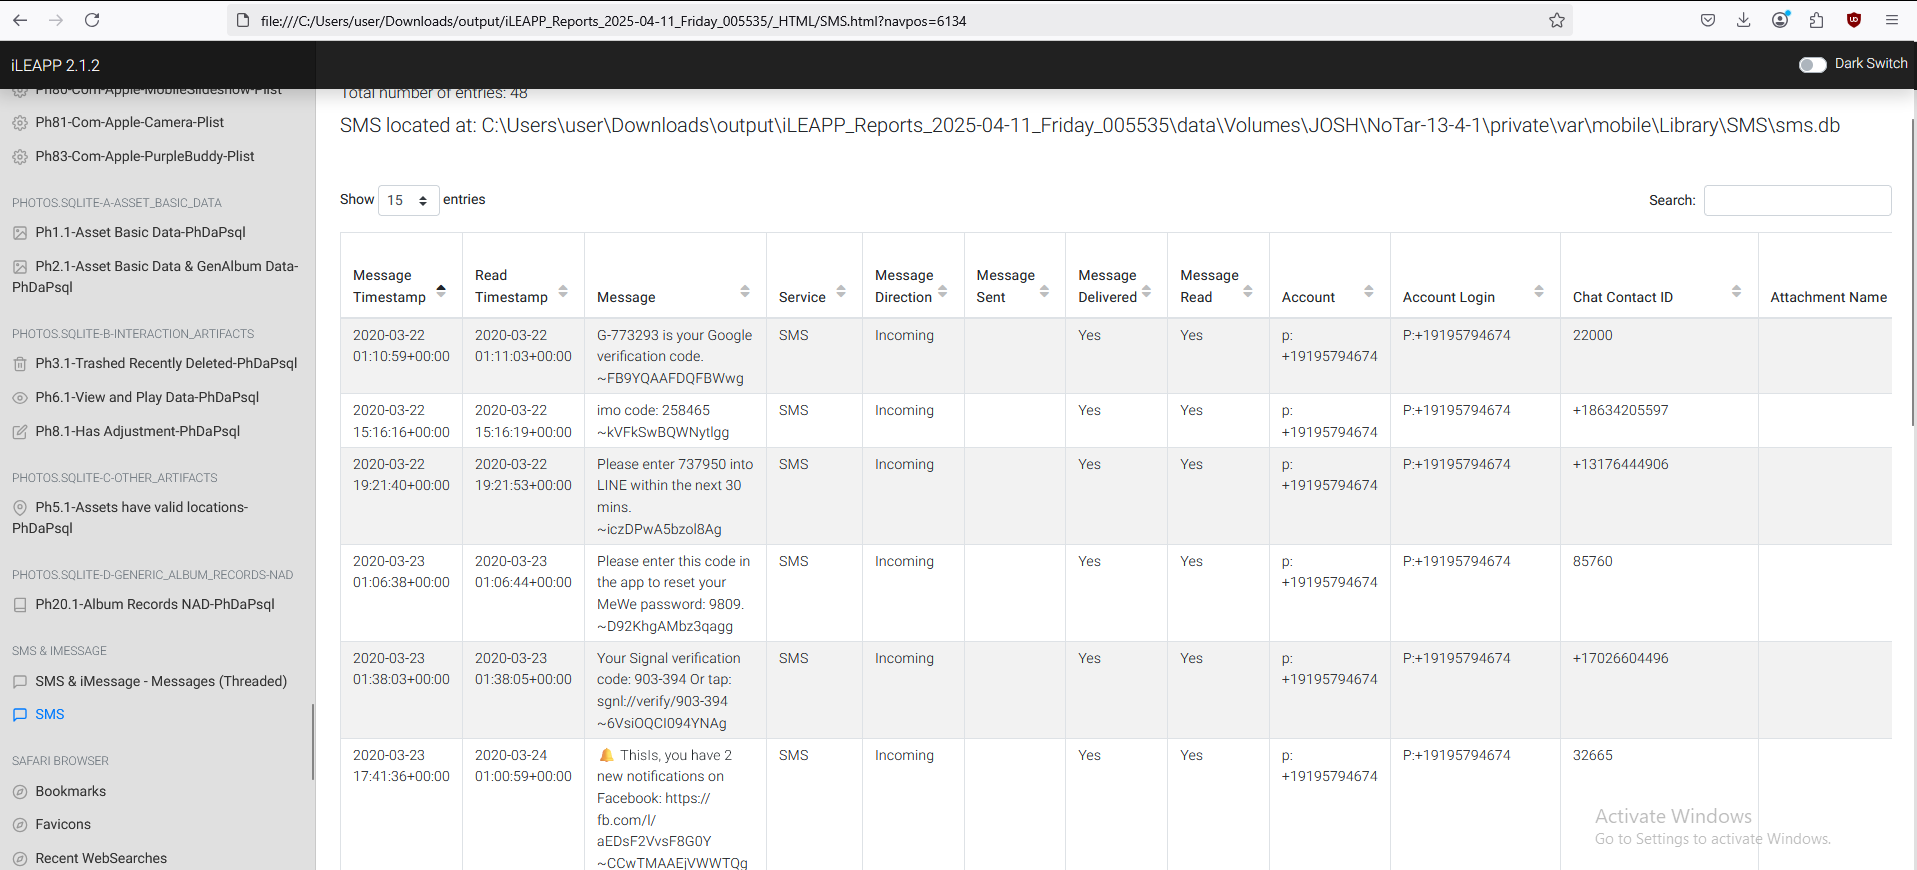 file:///C:/Users/user/Downloads/output/iLEAPP_Reports_2025-04-11_Friday_005535/_HTML/SMS.html?navpos=6134
iLEAPP 2.1.2
Dark Switch
Ph80-Com-Apple-MobileSlideshow-Plist
Ph81-Com-Apple-Camera-Plist
Ph83-Com-Apple-PurpleBuddy-Plist
PHOTOS.SQLITE-A-ASSET_BASIC_DATA
Ph1.1-Asset Basic Data-PhDaPsql
Ph2.1-Asset Basic Data & GenAlbum Data-
PhDaPsql
PHOTOS.SQLITE-B-INTERACTION_ARTIFACTS
Ph3.1-Trashed Recently Deleted-PhDaPsql
Ph6.1-View and Play Data-PhDaPsql
Ph8.1-Has Adjustment-PhDaPsql
PHOTOS.SQLITE-C-OTHER_ARTIFACTS
Ph5.1-Assets have valid locations-
PhDaPsql
PHOTOS.SQLITE-D-GENERIC_ALBUM_RECORDS-NAD
Ph20.1-Album Records NAD-PhDaPsql
SMS & IMESSAGE
SMS & iMessage - Messages (Threaded)
SMS
SAFARI BROWSER
Bookmarks
Favicons
Recent WebSearches
Total number of entries: 48
SMS located at: C:\Users\user\Downloads\output\iLEAPP_Reports_2025-04-11_Friday_005535\data\Volumes\JOSH\NoTar-13-4-1\private\var\mobile\Library\SMS\sms.db
Show 15 entries
Search:
Message
Timestamp
Read
Timestamp
Message
Service
Message
Direction
Message
Sent
Message
Delivered
Message
Read
Account
Account Login
Chat Contact ID
Attachment Name
2020-03-22
01:10:59+00:00
2020-03-22
01:11:03+00:00
G-773293 is your Google
verification code.
~FB9YQAAFDQFBWwg
SMS
Incoming
Yes
Yes
p:
+19195794674
P:+19195794674
22000
2020-03-22
15:16:16+00:00
2020-03-22
15:16:19+00:00
imo code: 258465
~kVFkSwBQWNytlgg
SMS
Incoming
Yes
Yes
p:
+19195794674
P:+19195794674
+18634205597
2020-03-22
19:21:40+00:00
2020-03-22
19:21:53+00:00
Please enter 737950 into
LINE within the next 30
mins.
~iczDPwA5bzol8Ag
SMS
Incoming
Yes
Yes
p:
+19195794674
P:+19195794674
+13176444906
2020-03-23
01:06:38+00:00
2020-03-23
01:06:44+00:00
Please enter this code in
the app to reset your
MeWe password: 9809.
~D92KhgAMbz3qagg
SMS
Incoming
Yes
Yes
p:
+19195794674
P:+19195794674
85760
2020-03-23
01:38:03+00:00
2020-03-23
01:38:05+00:00
Your Signal verification
code: 903-394 Or tap:
sgnl://verify/903-394
~6VsiOQCI094YNAg
SMS
Incoming
Yes
Yes
p:
+19195794674
P:+19195794674
+17026604496
2020-03-23
17:41:36+00:00
2020-03-24
01:00:59+00:00
🔔 ThisIs, you have 2
new notifications on
Facebook: https://
fb.com/l/
aEDsF2VvsF8G0Y
~CCwTMAAEjVWWTQg
SMS
Incoming
Yes
Yes
p:
+19195794674
P:+19195794674
32665
Activate Windows
Go to Settings to activate Windows.